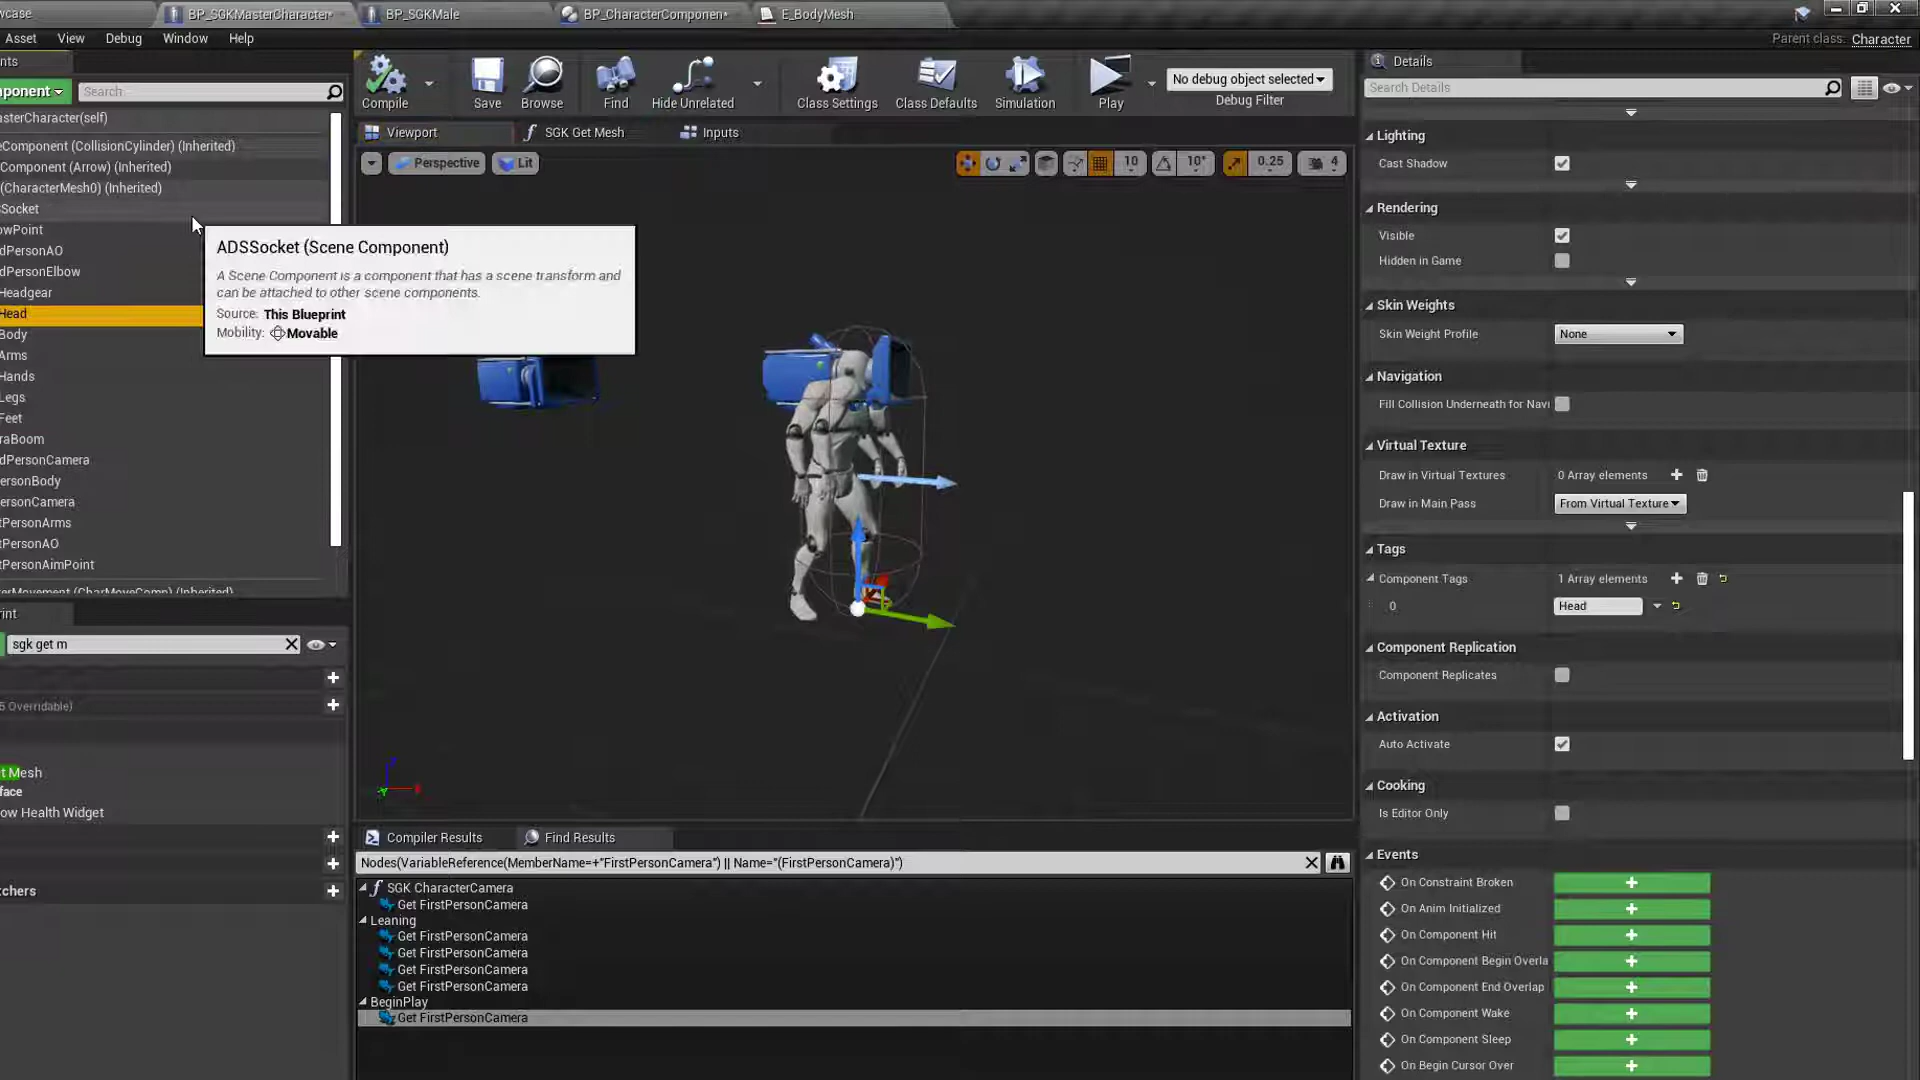 wcase
BP_SGKMasterCharacter*
BP_SGKMale
BP_CharacterComponen*
E_BodyMesh
Asset
View
Debug
Window
Help
Parent class: Character
nts
ponent
Search
asterCharacter(self)
eComponent (CollisionCylinder) (Inherited)
Component (Arrow) (Inherited)
(CharacterMesh0) (Inherited)
Socket
owPoint
dPersonAO
dPersonElbow
Headgear
Head
Body
Arms
Hands
Legs
Feet
raBoom
dPersonCamera
ersonBody
ersonCamera
tPersonArms
tPersonAO
tPersonAimPoint
terMovement (CharMoveComp) (Inherited)
rint
sgk get m
5 Overridable)
t Mesh
face
ow Health Widget
tchers
Compile
Save
Browse
Find
Hide Unrelated
Class Settings
Class Defaults
Simulation
Play
No debug object selected
Debug Filter
Viewport
SGK Get Mesh
Inputs
Perspective
Lit
10
10°
0.25
4
ADSSocket (Scene Component)
A Scene Component is a component that has a scene transform and
can be attached to other scene components.
Source: This Blueprint
Mobility: Movable
Compiler Results
Find Results
Nodes(VariableReference(MemberName=+"FirstPersonCamera") || Name="(FirstPersonCamera)")
SGK CharacterCamera
Get FirstPersonCamera
Leaning
Get FirstPersonCamera
Get FirstPersonCamera
Get FirstPersonCamera
Get FirstPersonCamera
BeginPlay
Get FirstPersonCamera
Details
Search Details
Lighting
Cast Shadow
Rendering
Visible
Hidden in Game
Skin Weights
Skin Weight Profile
None
Navigation
Fill Collision Underneath for Navi
Virtual Texture
Draw in Virtual Textures
0 Array elements
Draw in Main Pass
From Virtual Texture
Tags
Component Tags
1 Array elements
0
Head
Component Replication
Component Replicates
Activation
Auto Activate
Cooking
Is Editor Only
Events
On Constraint Broken
On Anim Initialized
On Component Hit
On Component Begin Overla
On Component End Overlap
On Component Wake
On Component Sleep
On Begin Cursor Over